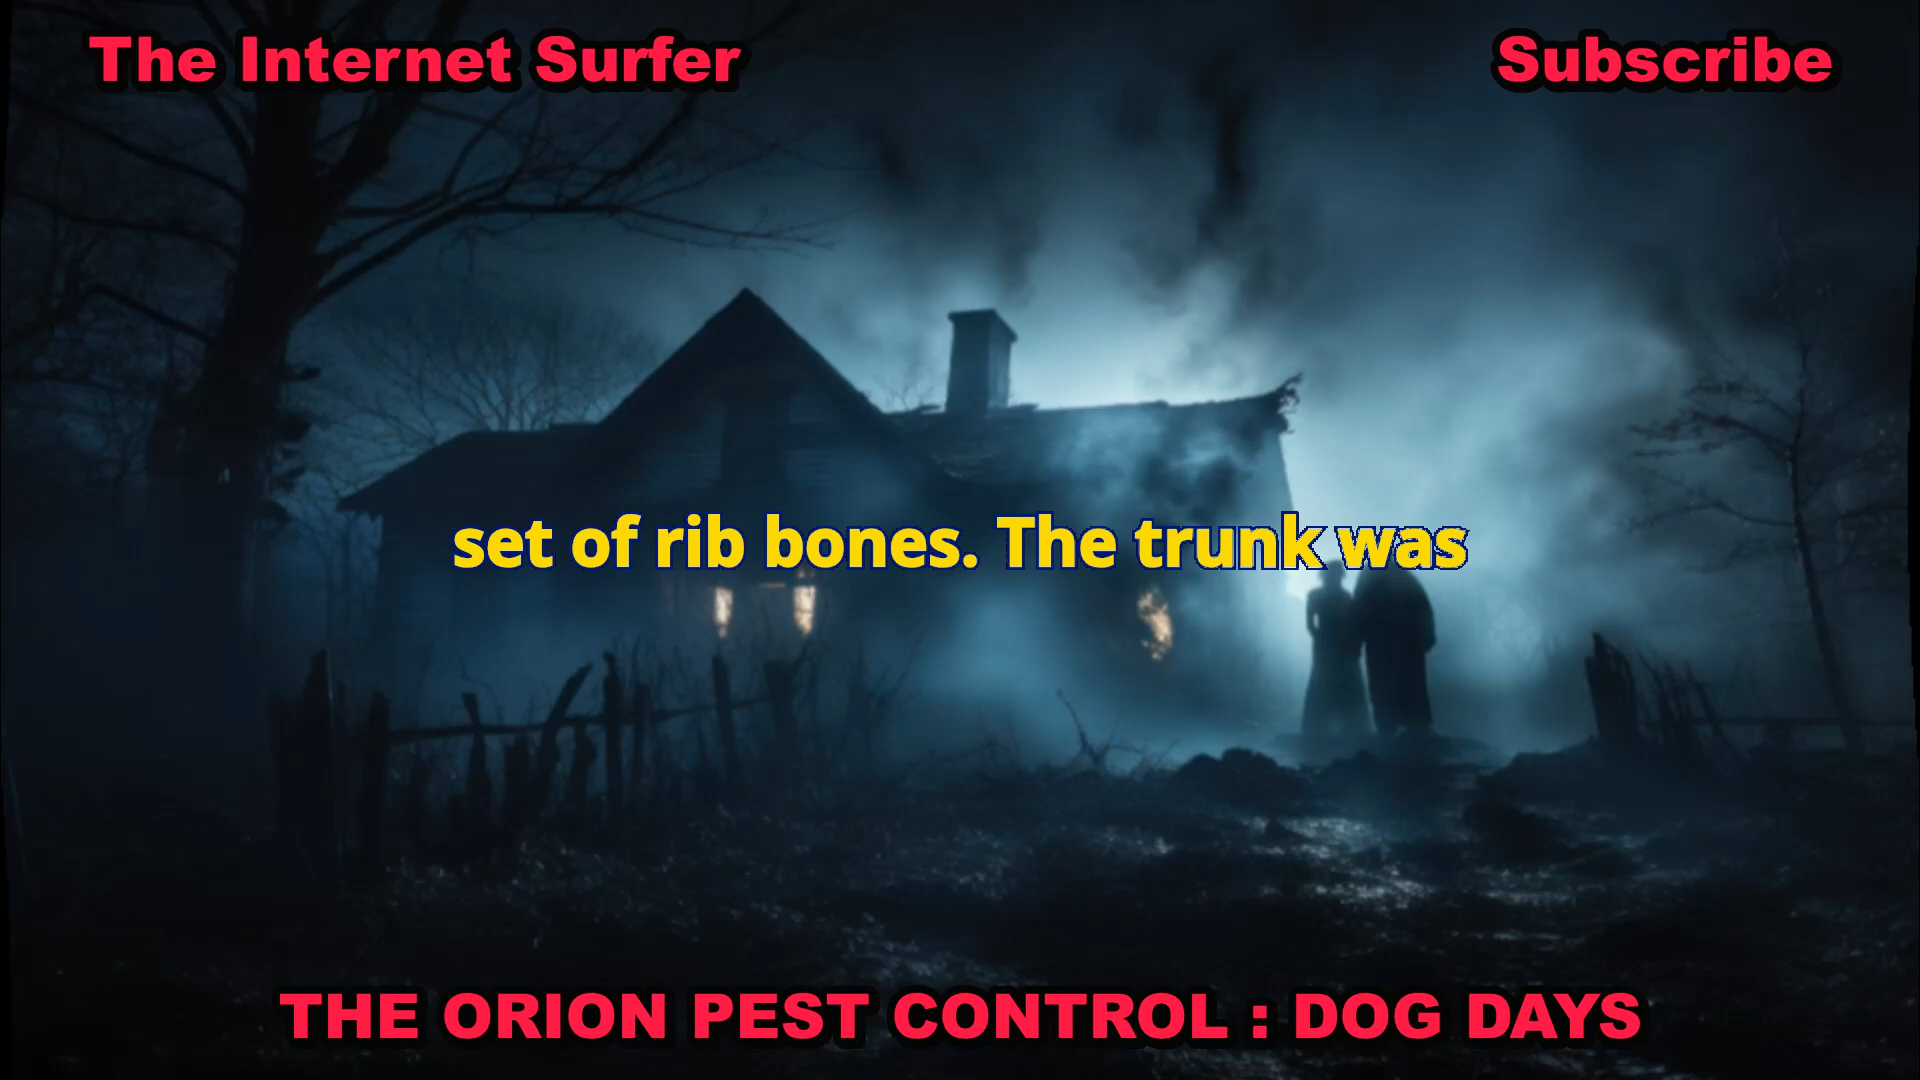 The Internet Surfer
Subscribe
set of rib bones. The trunk was
THE ORION PEST CONTROL : DOG DAYS